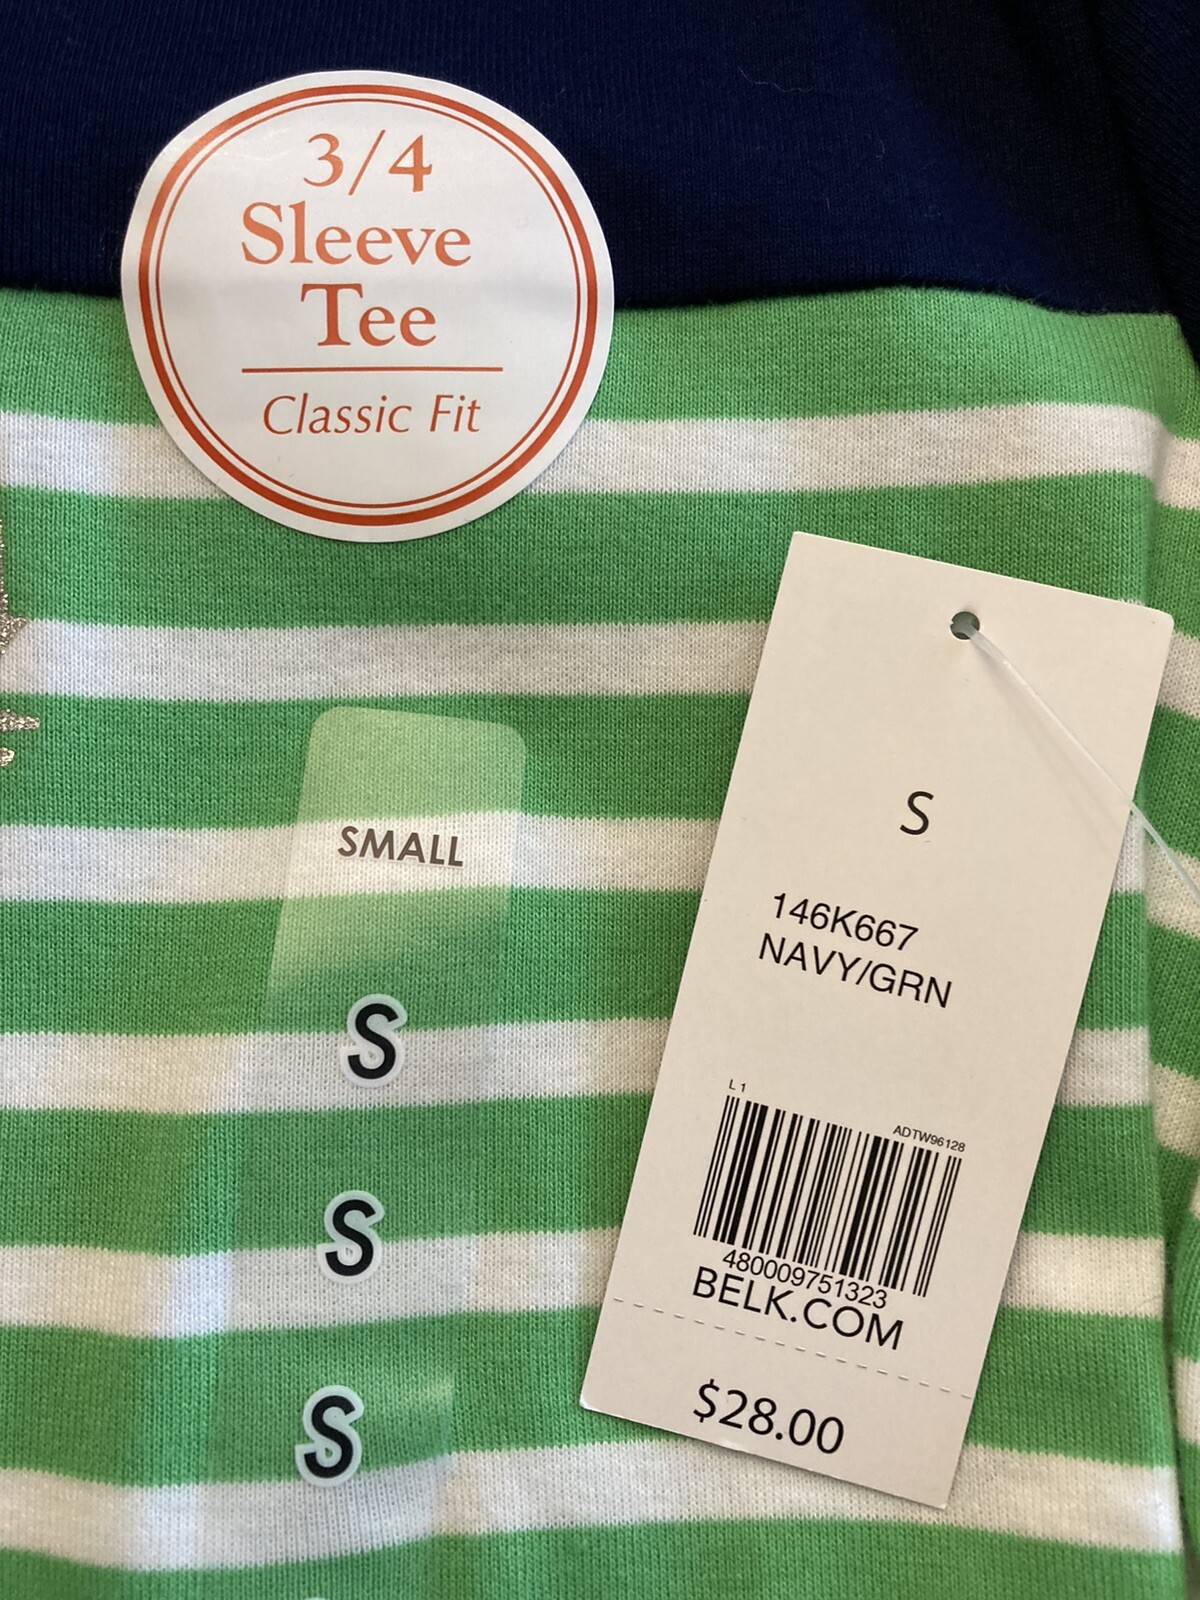 3/4
Sleeve
Tee
Classic Fit
SMALL
S
S
S
S
146K667
NAVY/GRN
L 1
ADTW96128
480009751323
BELK.COM
$28.00